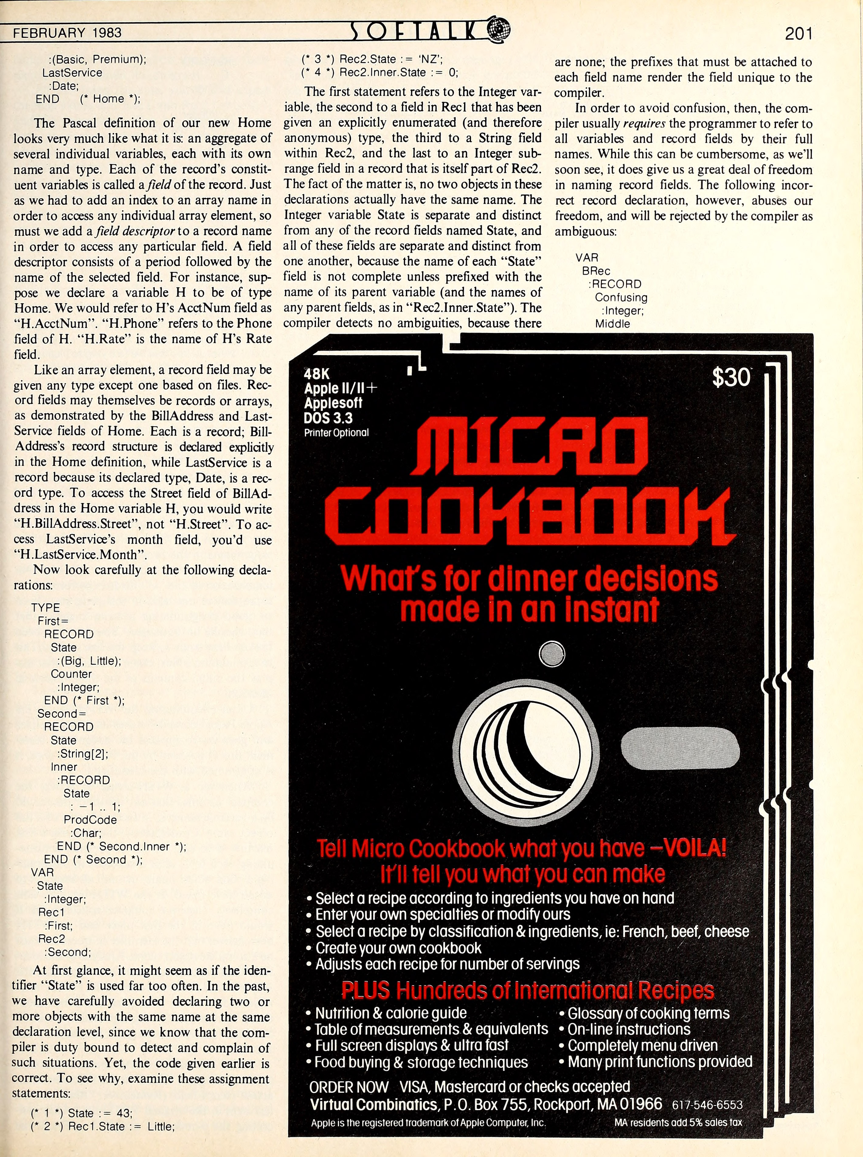 FEBRUARY 1983
SOFTALK
201
:(Basic, Premium);
LastService
:Date;
END (* Home *);
The Pascal definition of our new Home
looks very much like what it is: an aggregate of
several individual variables, each with its own
name and type. Each of the record's constit-
uent variables is called a field of the record. Just
as we had to add an index to an array name in
order to access any individual array element, so
must we add a field descriptor to a record name
in order to access any particular field. A field
descriptor consists of a period followed by the
name of the selected field. For instance, sup-
pose we declare a variable H to be of type
Home. We would refer to H's AcctNum field as
“H.AcctNum”. “H.Phone” refers to the Phone
field of H. “H.Rate” is the name of H's Rate
field.
Like an array element, a record field may be
given any type except one based on files. Rec-
ord fields may themselves be records or arrays,
as demonstrated by the BillAddress and Last-
Service fields of Home. Each is a record; Bill-
Address's record structure is declared explicitly
in the Home definition, while LastService is a
record because its declared type, Date, is a rec-
ord type. To access the Street field of BillAd-
dress in the Home variable H, you would write
“H.BillAddress.Street”, not “H.Street”. To ac-
cess LastService's month field, you'd use
“H.LastService.Month”.
Now look carefully at the following decla-
rations:
TYPE
First=
RECORD
State
:(Big, Little);
Counter
:Integer;
END (* First *);
Second=
RECORD
State
:String[2];
Inner
:RECORD
State
: −1 .. 1;
ProdCode
:Char;
END (* Second.Inner *);
END (* Second *);
VAR
State
:Integer;
Rec1
:First;
Rec2
:Second;
At first glance, it might seem as if the iden-
tifier “State” is used far too often. In the past,
we have carefully avoided declaring two or
more objects with the same name at the same
declaration level, since we know that the com-
piler is duty bound to detect and complain of
such situations. Yet, the code given earlier is
correct. To see why, examine these assignment
statements:
(* 1 *) State := 43;
(* 2 *) Rec1.State := Little;
(* 3 *) Rec2.State := 'NZ';
(* 4 *) Rec2.Inner.State := 0;
The first statement refers to the Integer var-
iable, the second to a field in Rec1 that has been
given an explicitly enumerated (and therefore
anonymous) type, the third to a String field
within Rec2, and the last to an Integer sub-
range field in a record that is itself part of Rec2.
The fact of the matter is, no two objects in these
declarations actually have the same name. The
Integer variable State is separate and distinct
from any of the record fields named State, and
all of these fields are separate and distinct from
one another, because the name of each “State”
field is not complete unless prefixed with the
name of its parent variable (and the names of
any parent fields, as in “Rec2.Inner.State”). The
compiler detects no ambiguities, because there
are none; the prefixes that must be attached to
each field name render the field unique to the
compiler.
In order to avoid confusion, then, the com-
piler usually requires the programmer to refer to
all variables and record fields by their full
names. While this can be cumbersome, as we'll
soon see, it does give us a great deal of freedom
in naming record fields. The following incor-
rect record declaration, however, abuses our
freedom, and will be rejected by the compiler as
ambiguous:
VAR
BRec
:RECORD
Confusing
:Integer;
Middle
48K
Apple II/II+
Applesoft
DOS 3.3
Printer Optional
$30
MICRO
COOKBOOK
What's for dinner decisions
made in an instant
Tell Micro Cookbook what you have –VOILA!
It'll tell you what you can make
• Select a recipe according to ingredients you have on hand
• Enter your own specialties or modify ours
• Select a recipe by classification & ingredients, ie: French, beef, cheese
• Create your own cookbook
• Adjusts each recipe for number of servings
PLUS Hundreds of International Recipes
• Nutrition & calorie guide
• Table of measurements & equivalents
• Full screen displays & ultra fast
• Food buying & storage techniques
• Glossary of cooking terms
• On-line instructions
• Completely menu driven
• Many print functions provided
ORDER NOW VISA, Mastercard or checks accepted
Virtual Combinatics, P.O. Box 755, Rockport, MA 01966 617-546-6553
Apple is the registered trademark of Apple Computer, Inc. MA residents add 5% sales tax